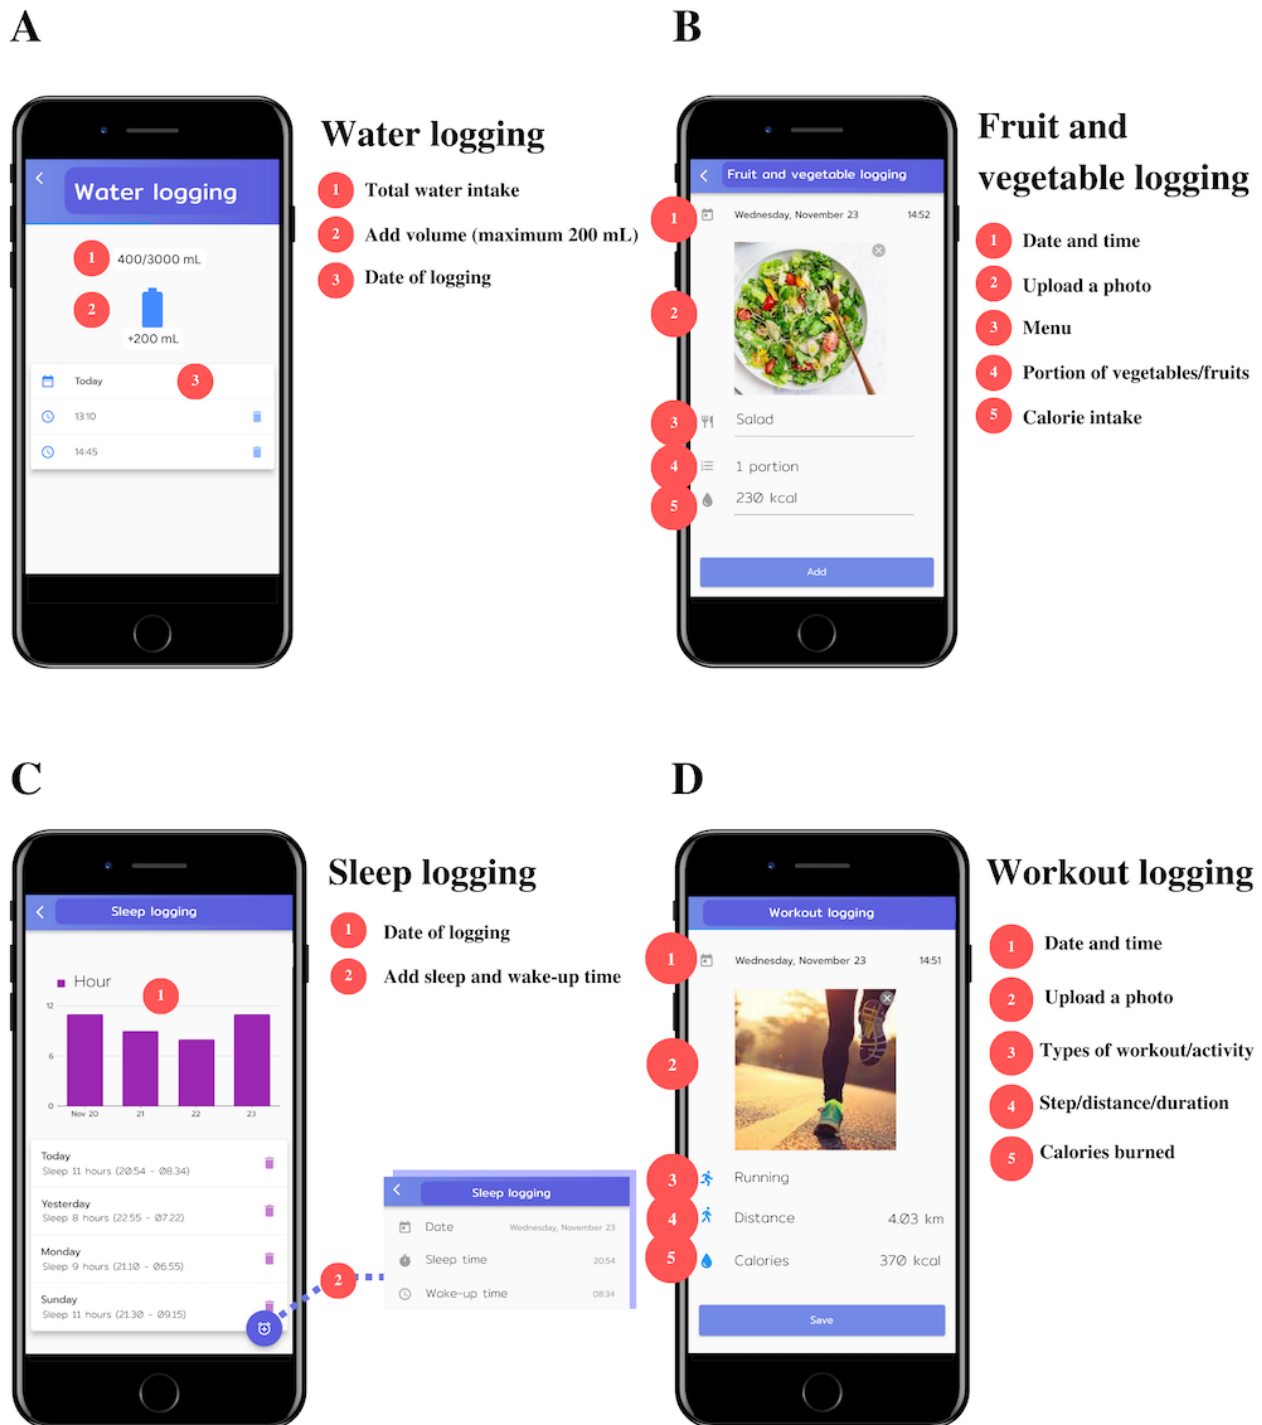 A
Water logging
1 Total water intake
2 Add volume (maximum 200 mL)
3 Date of logging
Water logging
1 400/3000 mL
2
+200 mL
Today 3
13:10
14:45
B
Fruit and
vegetable logging
1 Date and time
2 Upload a photo
3 Menu
4 Portion of vegetables/fruits
5 Calorie intake
Fruit and vegetable logging
1 Wednesday, November 23 14:52
2
3 Salad
4 1 portion
5 230 kcal
Add
C
Sleep logging
1 Date of logging
2 Add sleep and wake-up time
Sleep logging
Hour
1
12
6
0
Nov 20 21 22 23
Today
Sleep 11 hours (20:54 - 08.34)
Yesterday
Sleep 8 hours (22:55 - 07.22)
Monday
Sleep 9 hours (21.10 - 06.55)
Sunday
Sleep 11 hours (21.30 - 09.15)
2
Sleep logging
Date Wednesday, November 23
Sleep time 20:54
Wake-up time 08:34
D
Workout logging
1 Date and time
2 Upload a photo
3 Types of workout/activity
4 Step/distance/duration
5 Calories burned
Workout logging
1 Wednesday, November 23 14:51
2
3 Running
4 Distance 4.03 km
5 Calories 370 kcal
Save